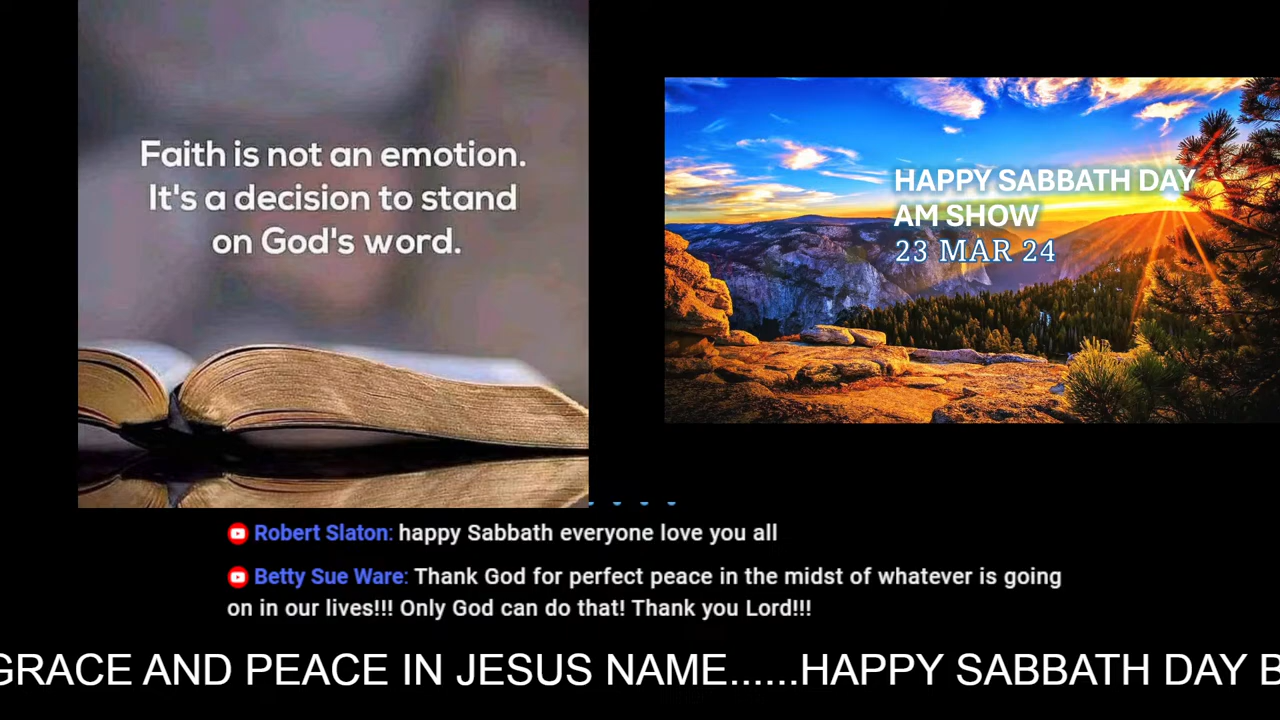 Faith is not an emotion.
It's a decision to stand
on God's word.
HAPPY SABBATH DAY
AM SHOW
23 MAR 24
Robert Slaton: happy Sabbath everyone love you all
Betty Sue Ware: Thank God for perfect peace in the midst of whatever is going
on in our lives!!! Only God can do that! Thank you Lord!!!
GRACE AND PEACE IN JESUS NAME......HAPPY SABBATH DAY B